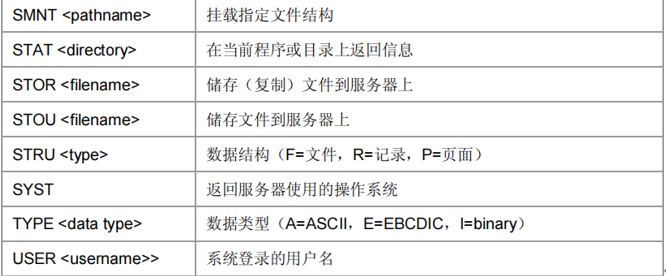 SMNT <pathname> 挂载指定文件结构
STAT <directory> 在当前程序或目录上返回信息
STOR <filename> 储存（复制）文件到服务器上
STOU <filename> 储存文件到服务器上
STRU <type> 数据结构（F=文件，R=记录，P=页面）
SYST 返回服务器使用的操作系统
TYPE <data type> 数据类型（A=ASCII，E=EBCDIC，I=binary）
USER <username>> 系统登录的用户名